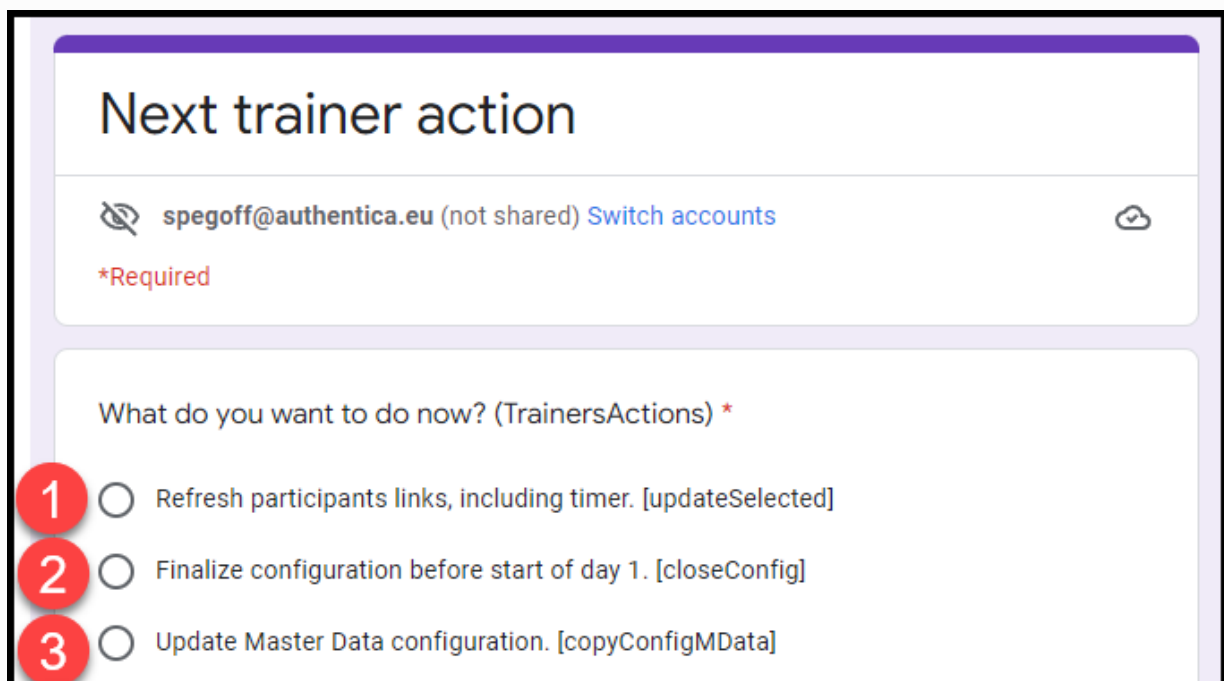 Next trainer action
spegoff@authentica.eu (not shared) Switch accounts
*Required
What do you want to do now? (TrainersActions) *
1 Refresh participants links, including timer. [updateSelected]
2 Finalize configuration before start of day 1. [closeConfig]
3 Update Master Data configuration. [copyConfigMData]